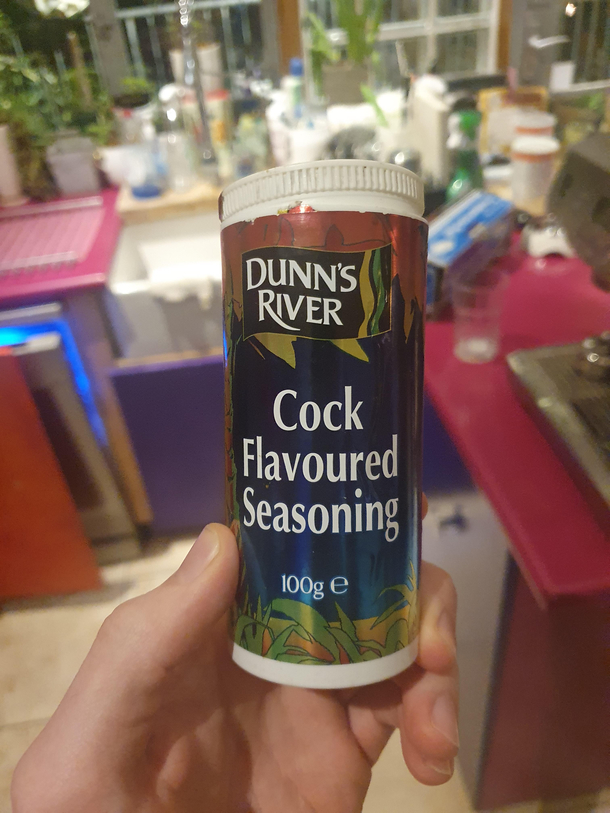 DUNN'S
RIVER
Cock
Flavoured
Seasoning
100g ℮